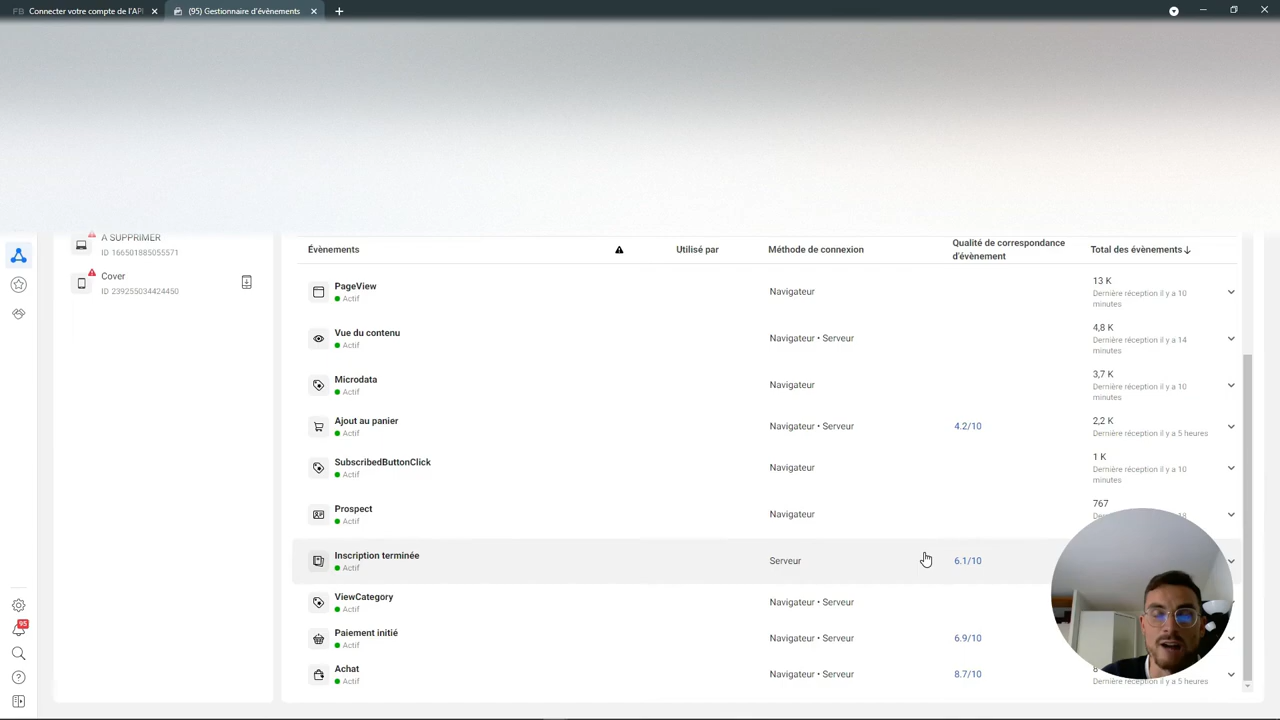 Connecter votre compte de l'API
(95) Gestionnaire d'évènements
A SUPPRIMER
ID 166501885055571
Cover
ID 239255034424450
95
Évènements
Utilisé par
Méthode de connexion
Qualité de correspondance
d'évènement
Total des évènements
PageView
Actif
Navigateur
13 K
Dernière réception il y a 10
minutes
Vue du contenu
Actif
Navigateur • Serveur
4,8 K
Dernière réception il y a 14
minutes
Microdata
Actif
Navigateur
3,7 K
Dernière réception il y a 10
minutes
Ajout au panier
Actif
Navigateur • Serveur
4.2/10
2,2 K
Dernière réception il y a 5 heures
SubscribedButtonClick
Actif
Navigateur
1 K
Dernière réception il y a 10
minutes
Prospect
Actif
Navigateur
767
Inscription terminée
Actif
Serveur
6.1/10
ViewCategory
Actif
Navigateur • Serveur
Paiement initié
Actif
Navigateur • Serveur
6.9/10
Achat
Actif
Navigateur • Serveur
8.7/10
Dernière réception il y a 5 heures